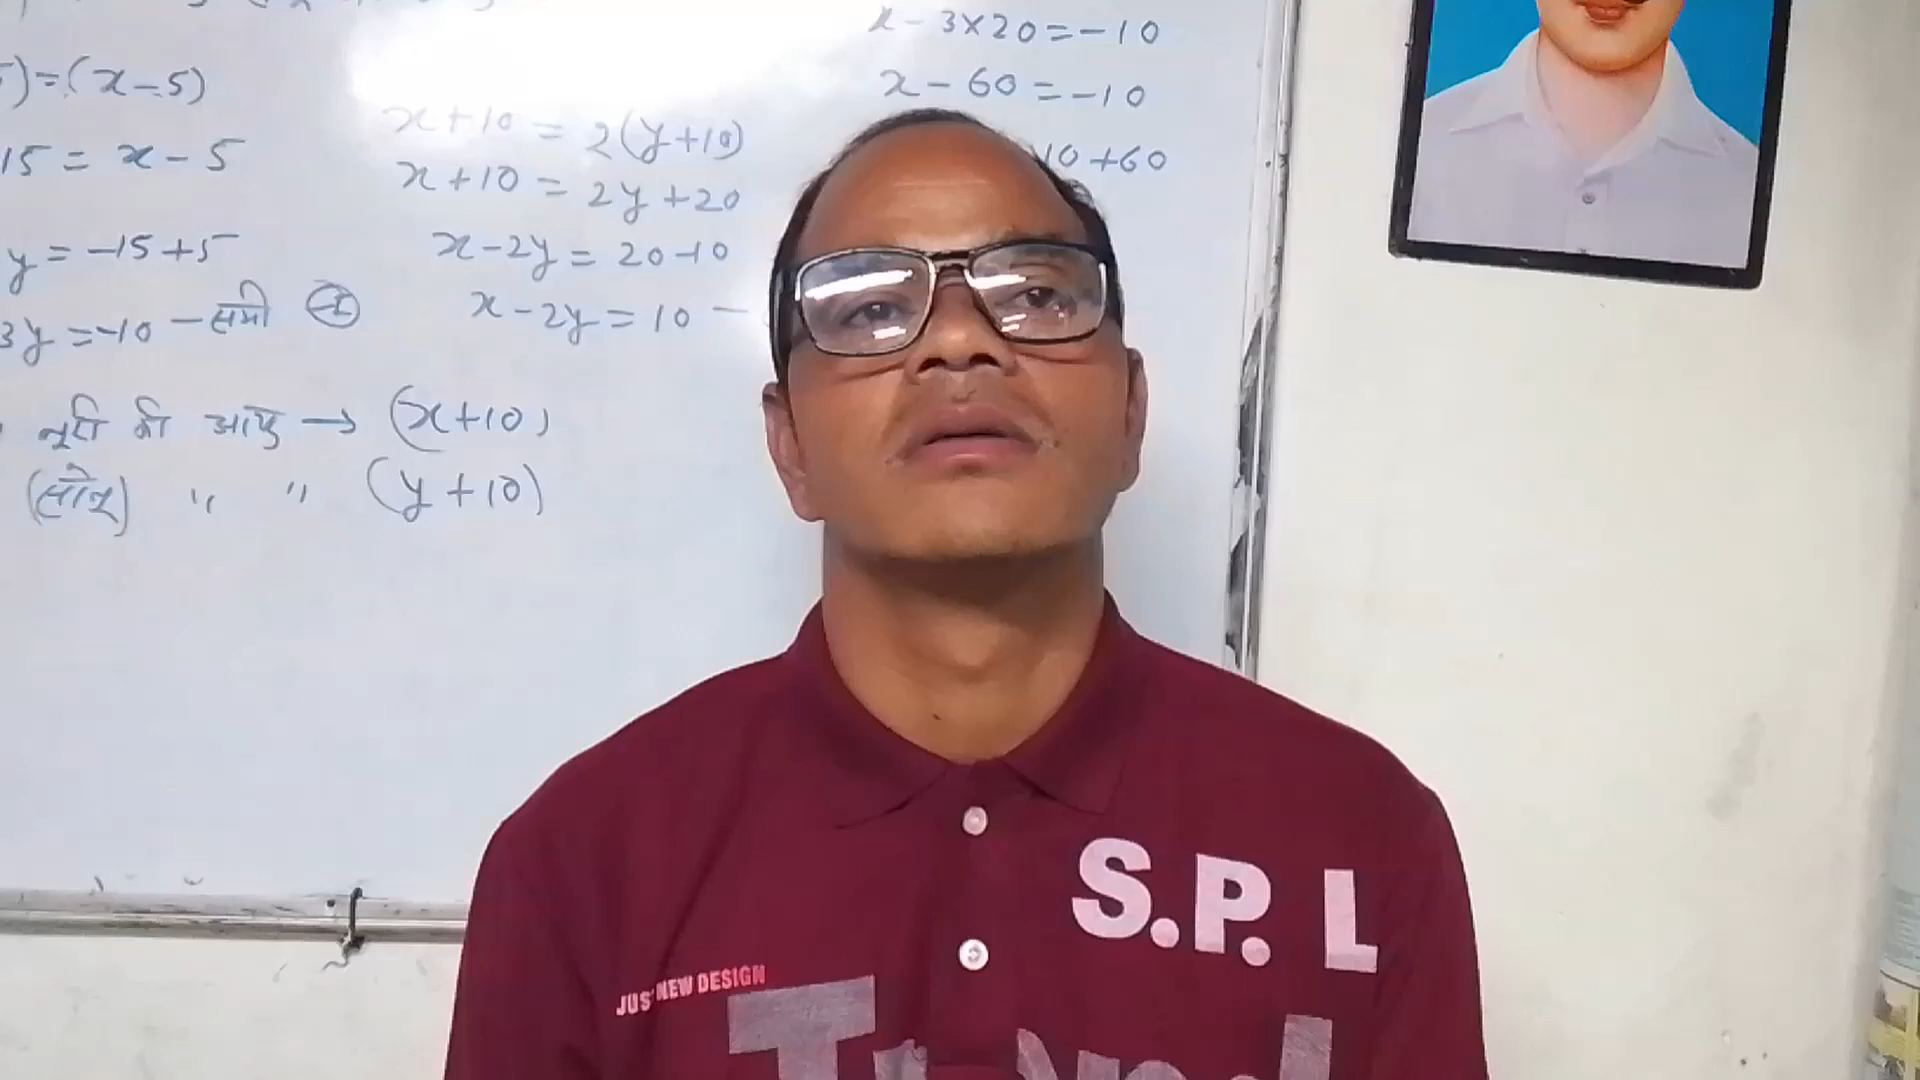 )=(x-5)
15 = x-5
y = -15+5
3y =-10 - समी
नूरी की आयु → (x+10)
(सोनू) " " (y+10)
x+10 = 2(y+10)
x+10 = 2y+20
x-2y = 20-10
x-2y = 10 -
x-3×20=-10
x-60 =-10
10+60
S.P. L
JUST NEW DESIGN